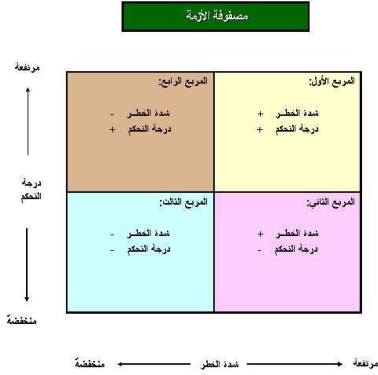 مصفوفة الأزمة
مرتفعة
درجة
التحكم
منخفضة
المربع الأول:
شدة الخطر +
درجة التحكم +
المربع الرابع:
شدة الخطر -
درجة التحكم +
المربع الثاني:
شدة الخطر +
درجة التحكم -
المربع الثالث:
شدة الخطر -
درجة التحكم -
مرتفعة شدة الخطر منخفضة